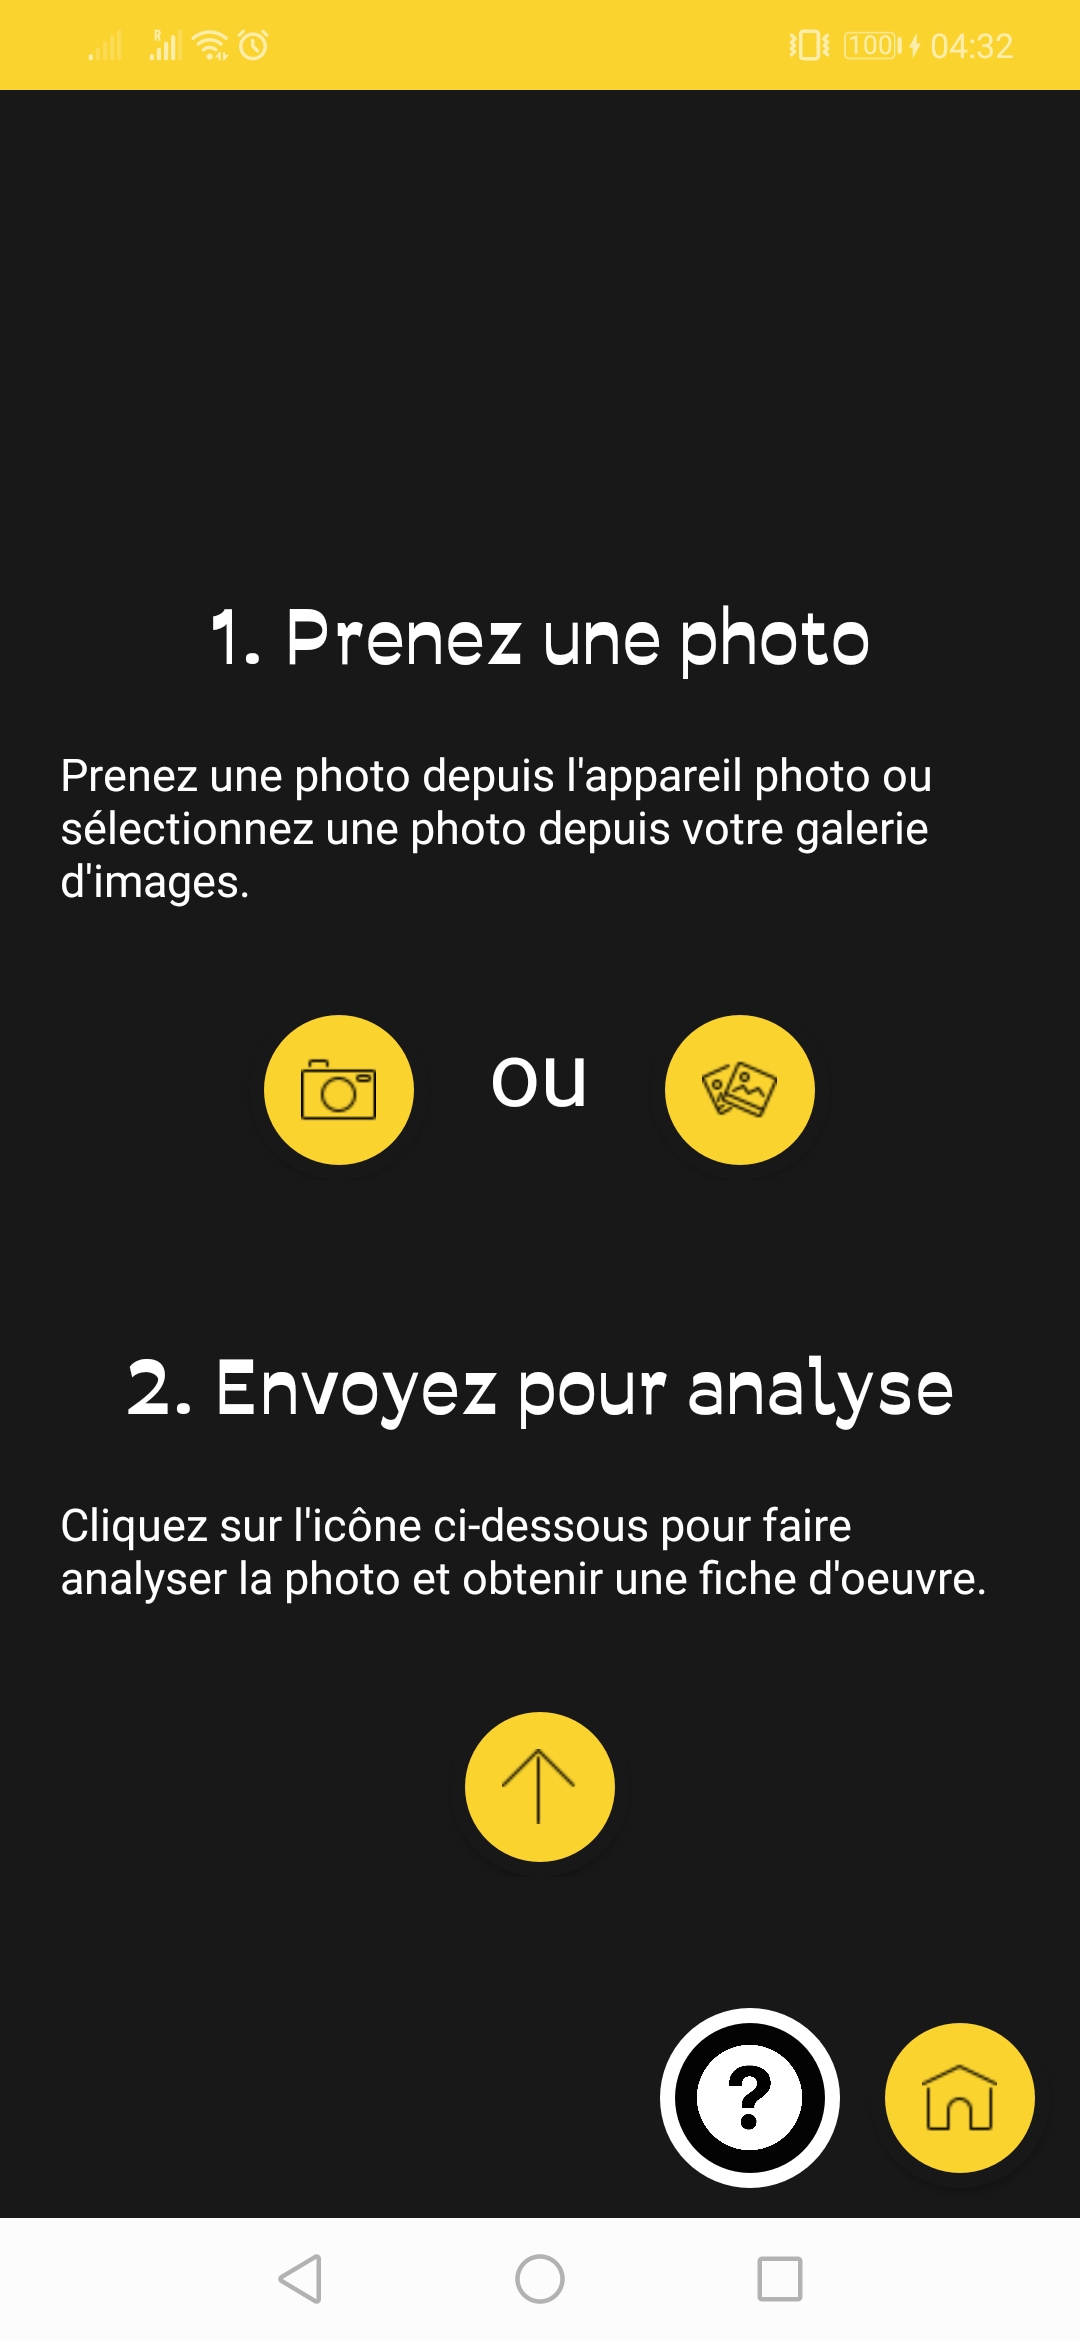 R 100 04:32
1. Prenez une photo
Prenez une photo depuis l'appareil photo ou
sélectionnez une photo depuis votre galerie
d'images.
ou
2. Envoyez pour analyse
Cliquez sur l'icône ci-dessous pour faire
analyser la photo et obtenir une fiche d'oeuvre.
?